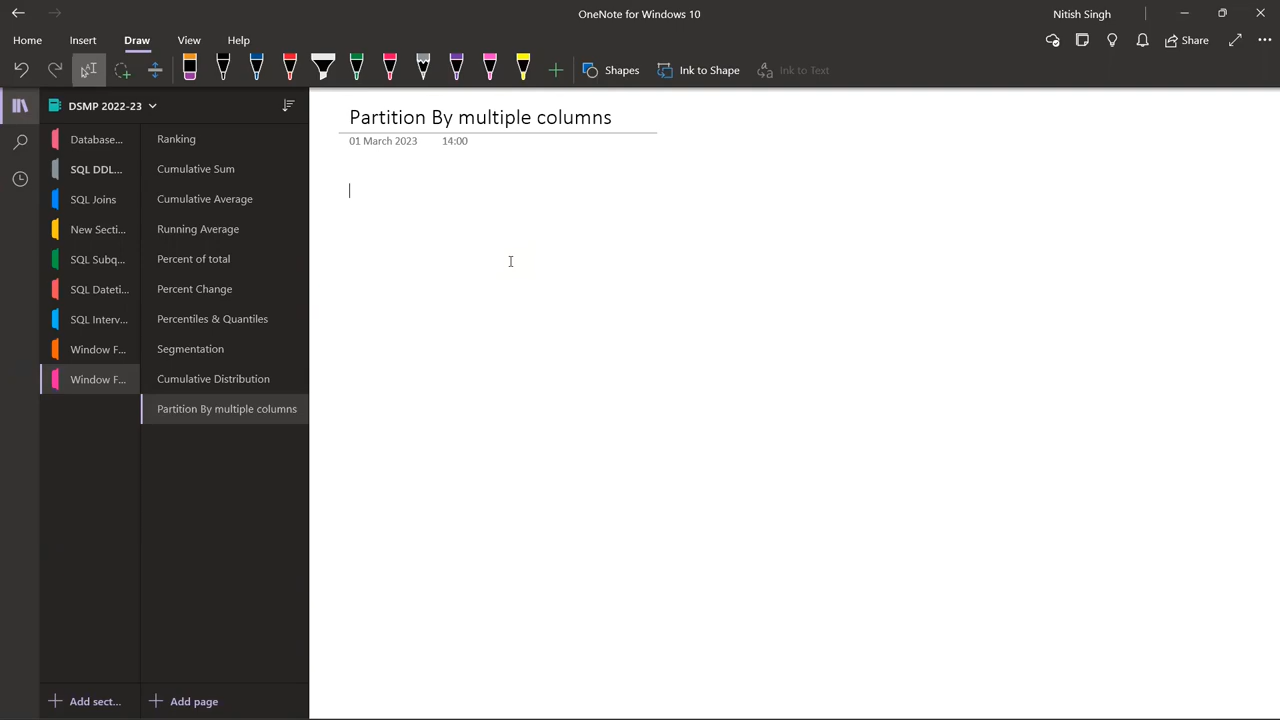 OneNote for Windows 10
Nitish Singh
Home
Insert
Draw
View
Help
Share
Shapes
Ink to Shape
Ink to Text
DSMP 2022-23
Database...
SQL DDL...
SQL Joins
New Secti...
SQL Subq...
SQL Dateti...
SQL Interv...
Window F...
Window F...
Add sect...
Ranking
Cumulative Sum
Cumulative Average
Running Average
Percent of total
Percent Change
Percentiles & Quantiles
Segmentation
Cumulative Distribution
Partition By multiple columns
Add page
Partition By multiple columns
01 March 2023 14:00